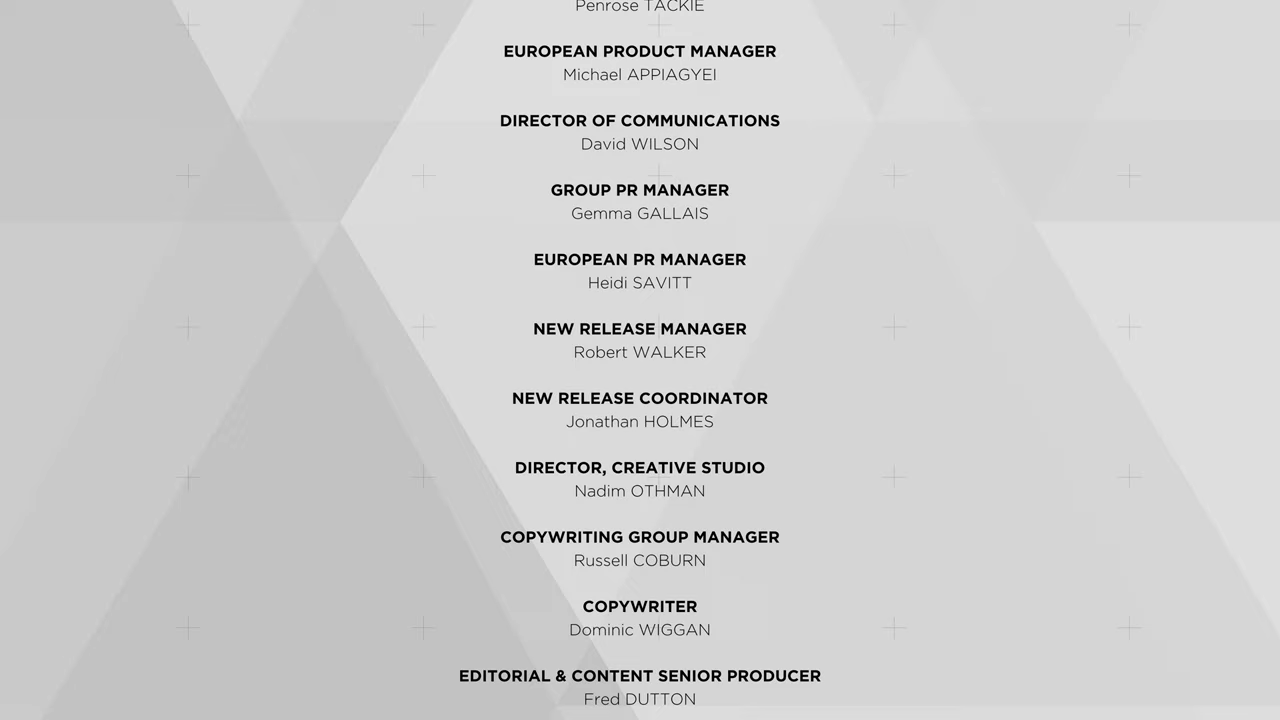 Penrose TACKIE
EUROPEAN PRODUCT MANAGER
Michael APPIAGYEI
DIRECTOR OF COMMUNICATIONS
David WILSON
GROUP PR MANAGER
Gemma GALLAIS
EUROPEAN PR MANAGER
Heidi SAVITT
NEW RELEASE MANAGER
Robert WALKER
NEW RELEASE COORDINATOR
Jonathan HOLMES
DIRECTOR, CREATIVE STUDIO
Nadim OTHMAN
COPYWRITING GROUP MANAGER
Russell COBURN
COPYWRITER
Dominic WIGGAN
EDITORIAL & CONTENT SENIOR PRODUCER
Fred DUTTON